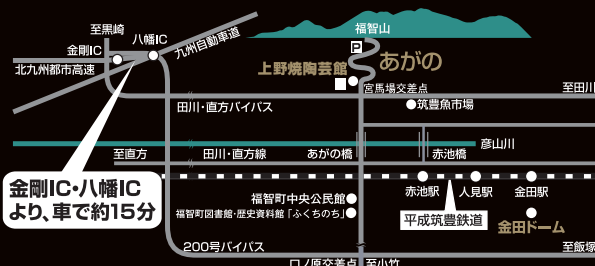 至黒崎
八幡IC
金剛IC
九州自動車道
北九州都市高速
福智山
P
あがの
上野焼陶芸館
宮馬場交差点
至田川
田川・直方バイパス
筑豊魚市場
彦山川
至直方
田川・直方線
あがの橋
赤池橋
金剛IC・八幡IC
より、車で約15分
赤池駅
人見駅
金田駅
福智町中央公民館
福智町図書館・歴史資料館「ふくちのち」
平成筑豊鉄道
金田ドーム
200号バイパス
至飯塚
口ノ原交差点
至小竹